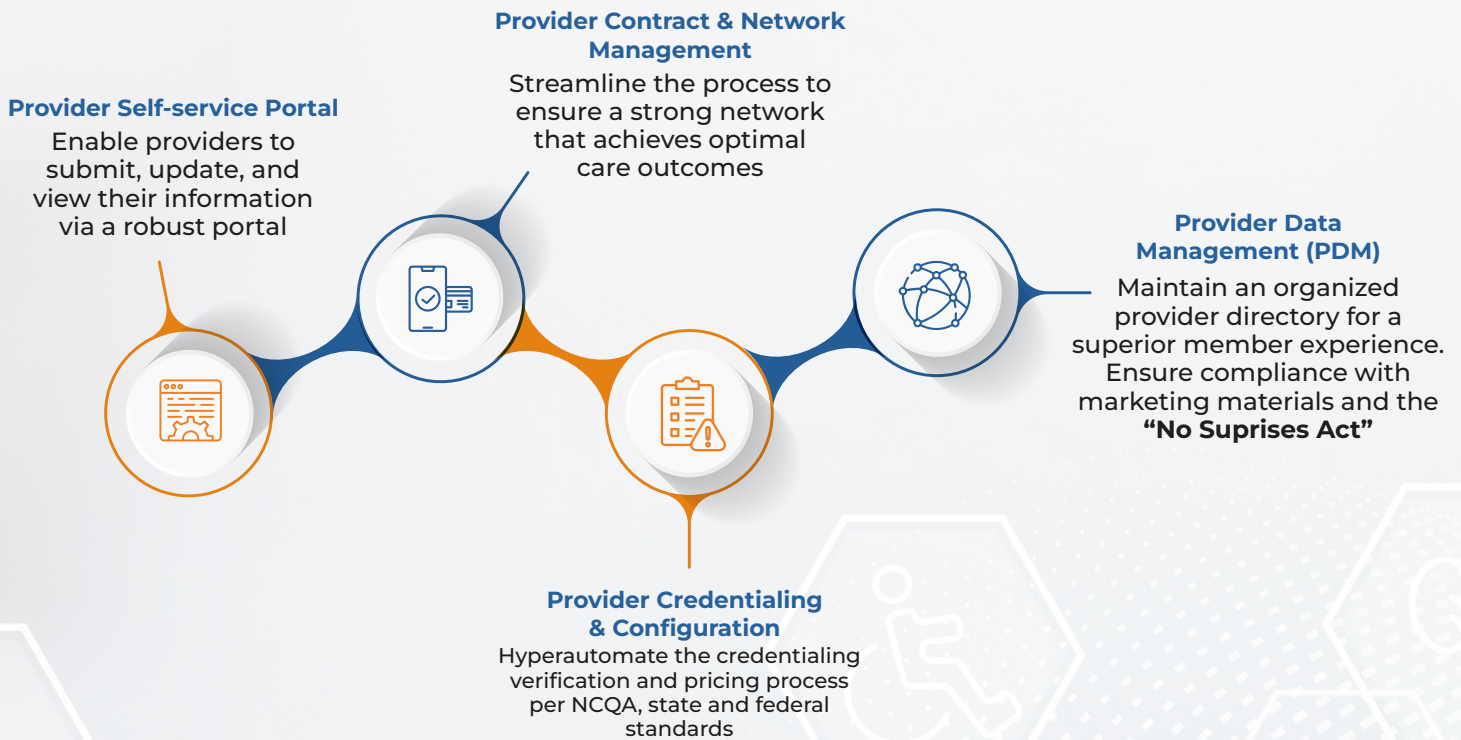 Provider Self-service Portal
Enable providers to
submit, update, and
view their information
via a robust portal
Provider Contract & Network
Management
Streamline the process to
ensure a strong network
that achieves optimal
care outcomes
Provider Credentialing
& Configuration
Hyperautomate the credentialing
verification and pricing process
per NCQA, state and federal
standards
Provider Data
Management (PDM)
Maintain an organized
provider directory for a
superior member experience.
Ensure compliance with
marketing materials and the
“No Suprises Act”